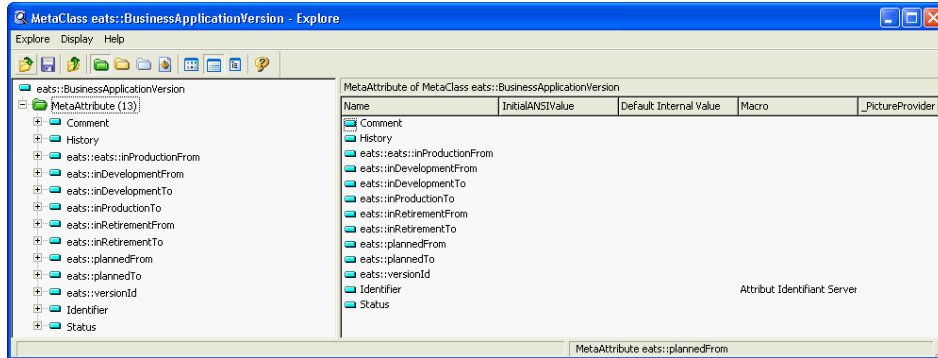 MetaClass eats::BusinessApplicationVersion - Explore
Explore Display Help
eats::BusinessApplicationVersion
MetaAttribute (13)
Comment
History
eats::eats::inProductionFrom
eats::inDevelopmentFrom
eats::inDevelopmentTo
eats::inProductionTo
eats::inRetirementFrom
eats::inRetirementTo
eats::plannedFrom
eats::plannedTo
eats::versionId
Identifier
Status
MetaAttribute of MetaClass eats::BusinessApplicationVersion
Name InitialANSIValue Default Internal Value Macro _PictureProvider
Comment
History
eats::eats::inProductionFrom
eats::inDevelopmentFrom
eats::inDevelopmentTo
eats::inProductionTo
eats::inRetirementFrom
eats::inRetirementTo
eats::plannedFrom
eats::plannedTo
eats::versionId
Identifier Attribut Identifiant Server
Status
MetaAttribute eats::plannedFrom